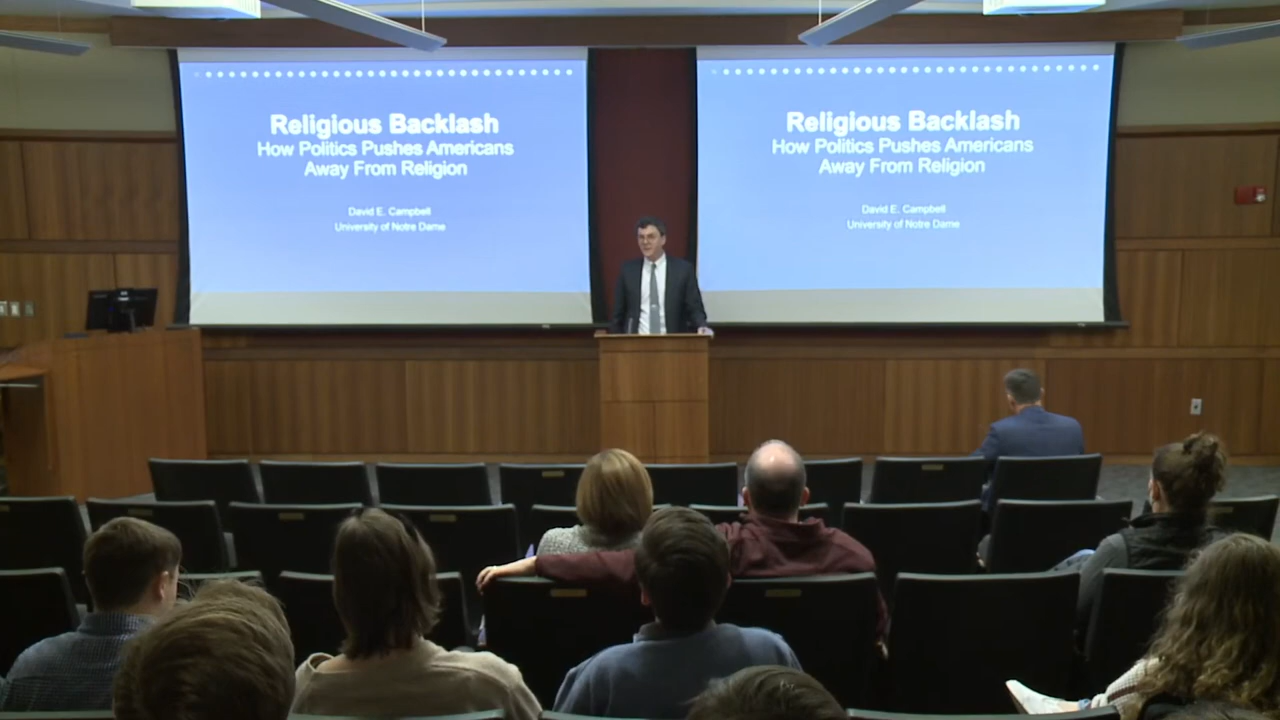 Religious Backlash
How Politics Pushes Americans
Away From Religion
David E. Campbell
University of Notre Dame
Religious Backlash
How Politics Pushes Americans
Away From Religion
David E. Campbell
University of Notre Dame